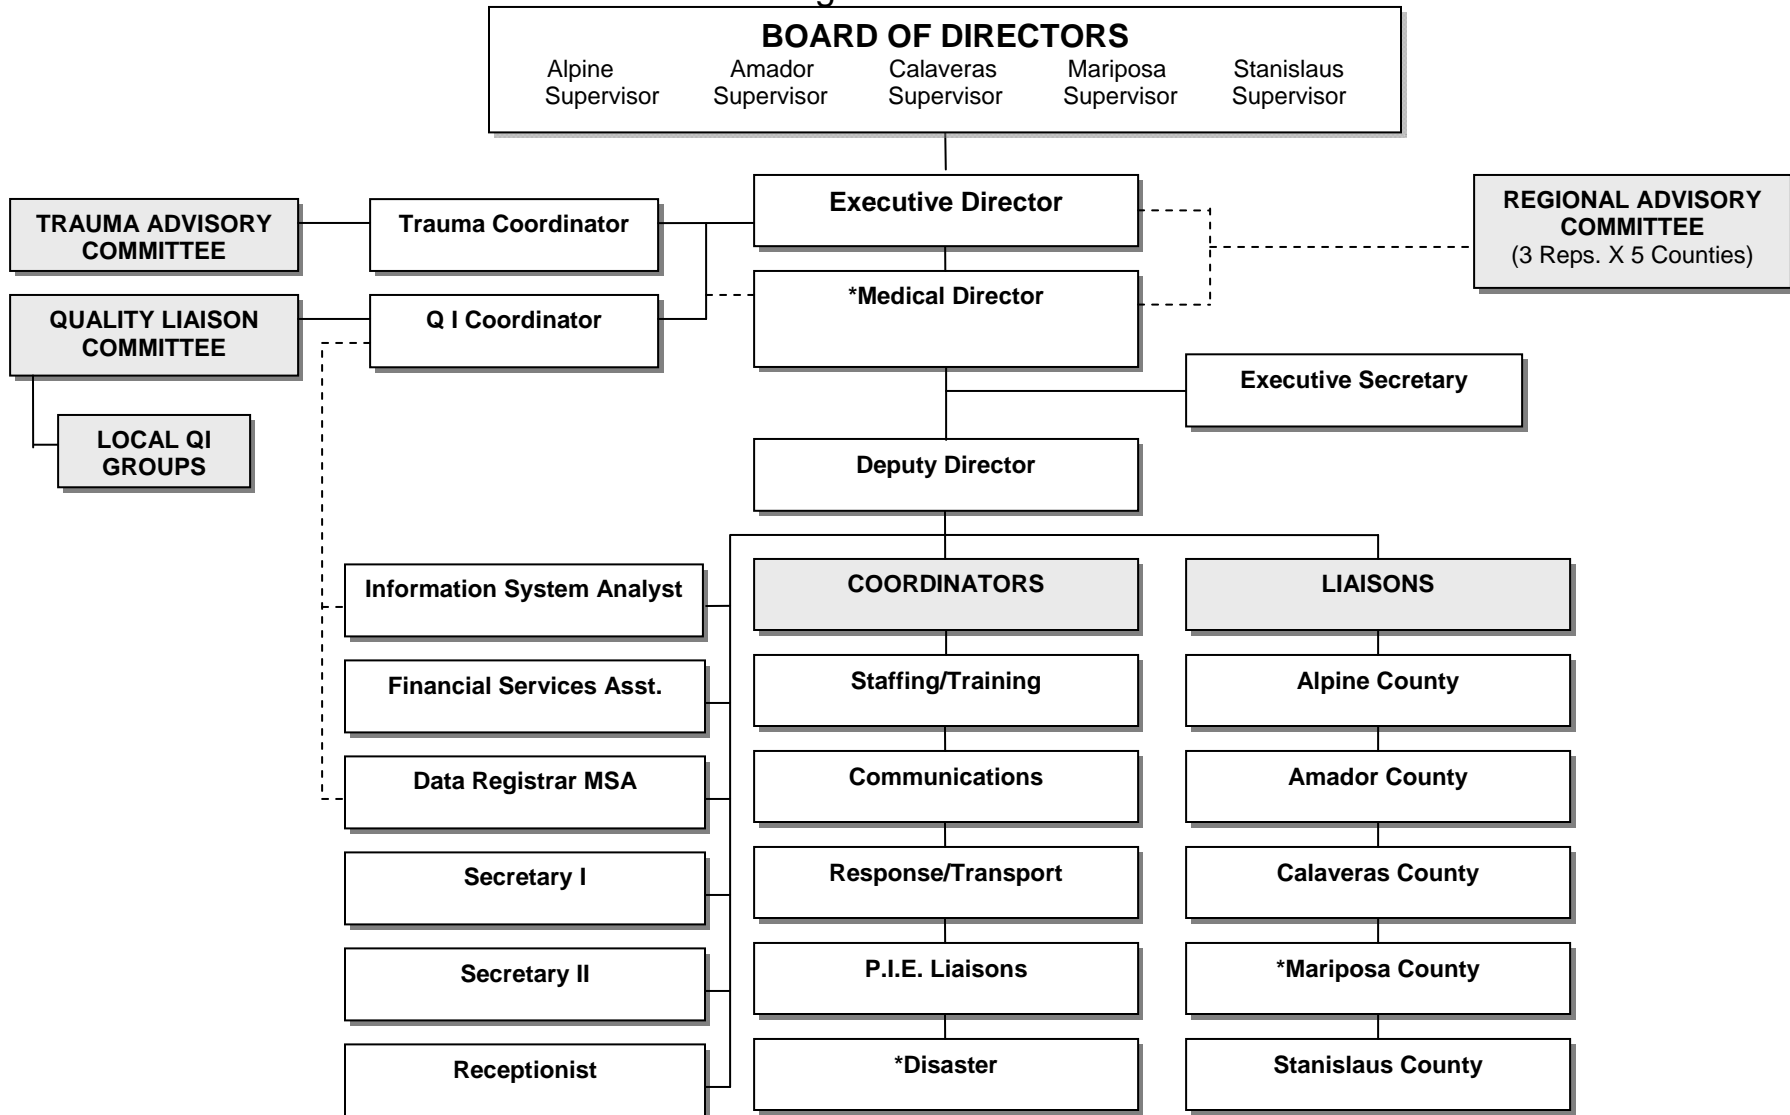 BOARD OF DIRECTORS
Alpine Amador Calaveras Mariposa Stanislaus
Supervisor Supervisor Supervisor Supervisor Supervisor
Executive Director
REGIONAL ADVISORY
COMMITTEE
(3 Reps. X 5 Counties)
TRAUMA ADVISORY
COMMITTEE
Trauma Coordinator
*Medical Director
QUALITY LIAISON
COMMITTEE
Q I Coordinator
Executive Secretary
LOCAL QI
GROUPS
Deputy Director
Information System Analyst
Financial Services Asst.
Data Registrar MSA
Secretary I
Secretary II
Receptionist
COORDINATORS
Staffing/Training
Communications
Response/Transport
P.I.E. Liaisons
*Disaster
LIAISONS
Alpine County
Amador County
Calaveras County
*Mariposa County
Stanislaus County